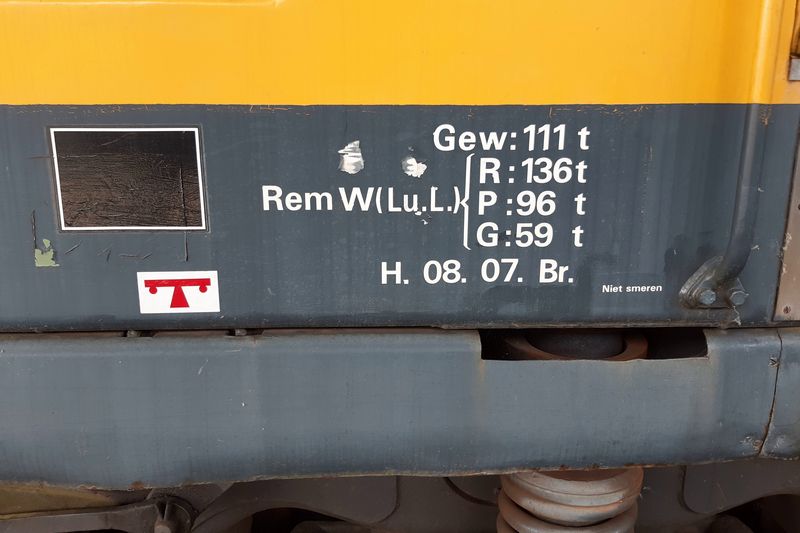 Gew: 111 t
R: 136 t
Rem W(Lu.L.) P: 96 t
G: 59 t
H. 08. 07. Br.
Niet smeren